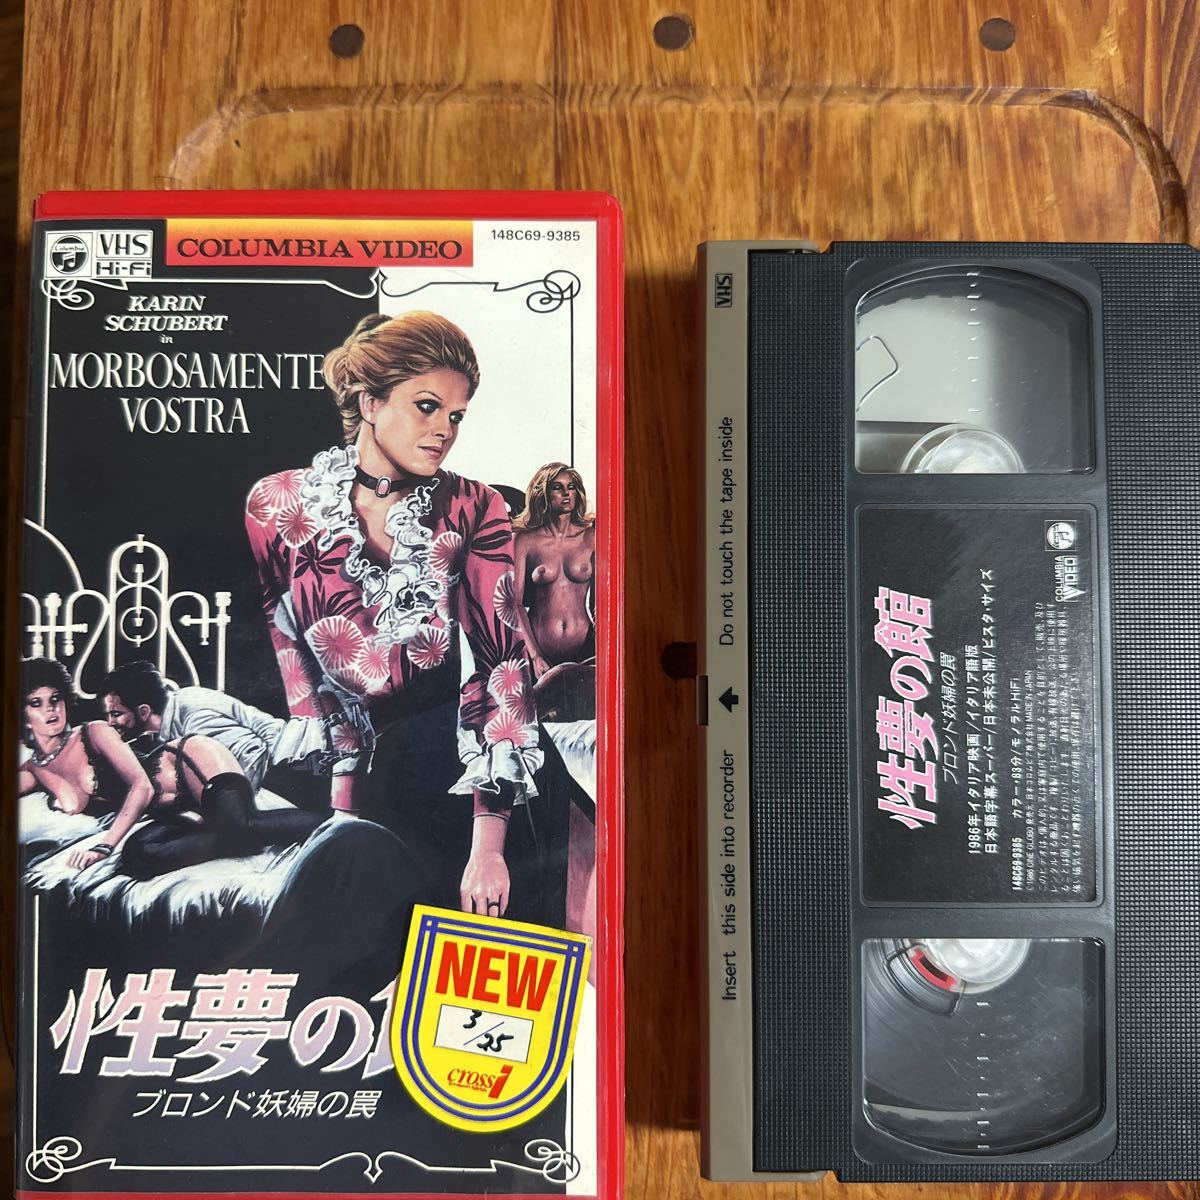 Columbia
VHS
Hi-Fi
COLUMBIA VIDEO
148C69-9385
KARIN
SCHUBERT
in
MORBOSAMENTE
VOSTRA
性夢の
ブロンド妖婦の罠
NEW
3/25
cross
VHS
Do not touch the tape inside
Insert this side into recorder
COLUMBIA
VIDEO
性夢の館
ブロンド妖婦の罠
1986年イタリア映画/イタリア語版
日本語字幕スーパー/日本未公開/ビスタ・サイズ
148C69-9385 カラー・83分/モノラルHiFi